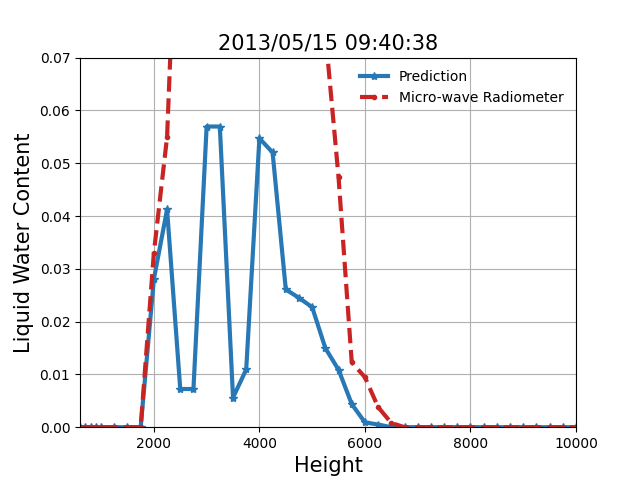 2013/05/15 09:40:38
0.07
0.06
0.05
0.04
0.03
0.02
0.01
0.00
Liquid Water Content
Prediction
Micro-wave Radiometer
2000 4000 6000 8000 10000
Height